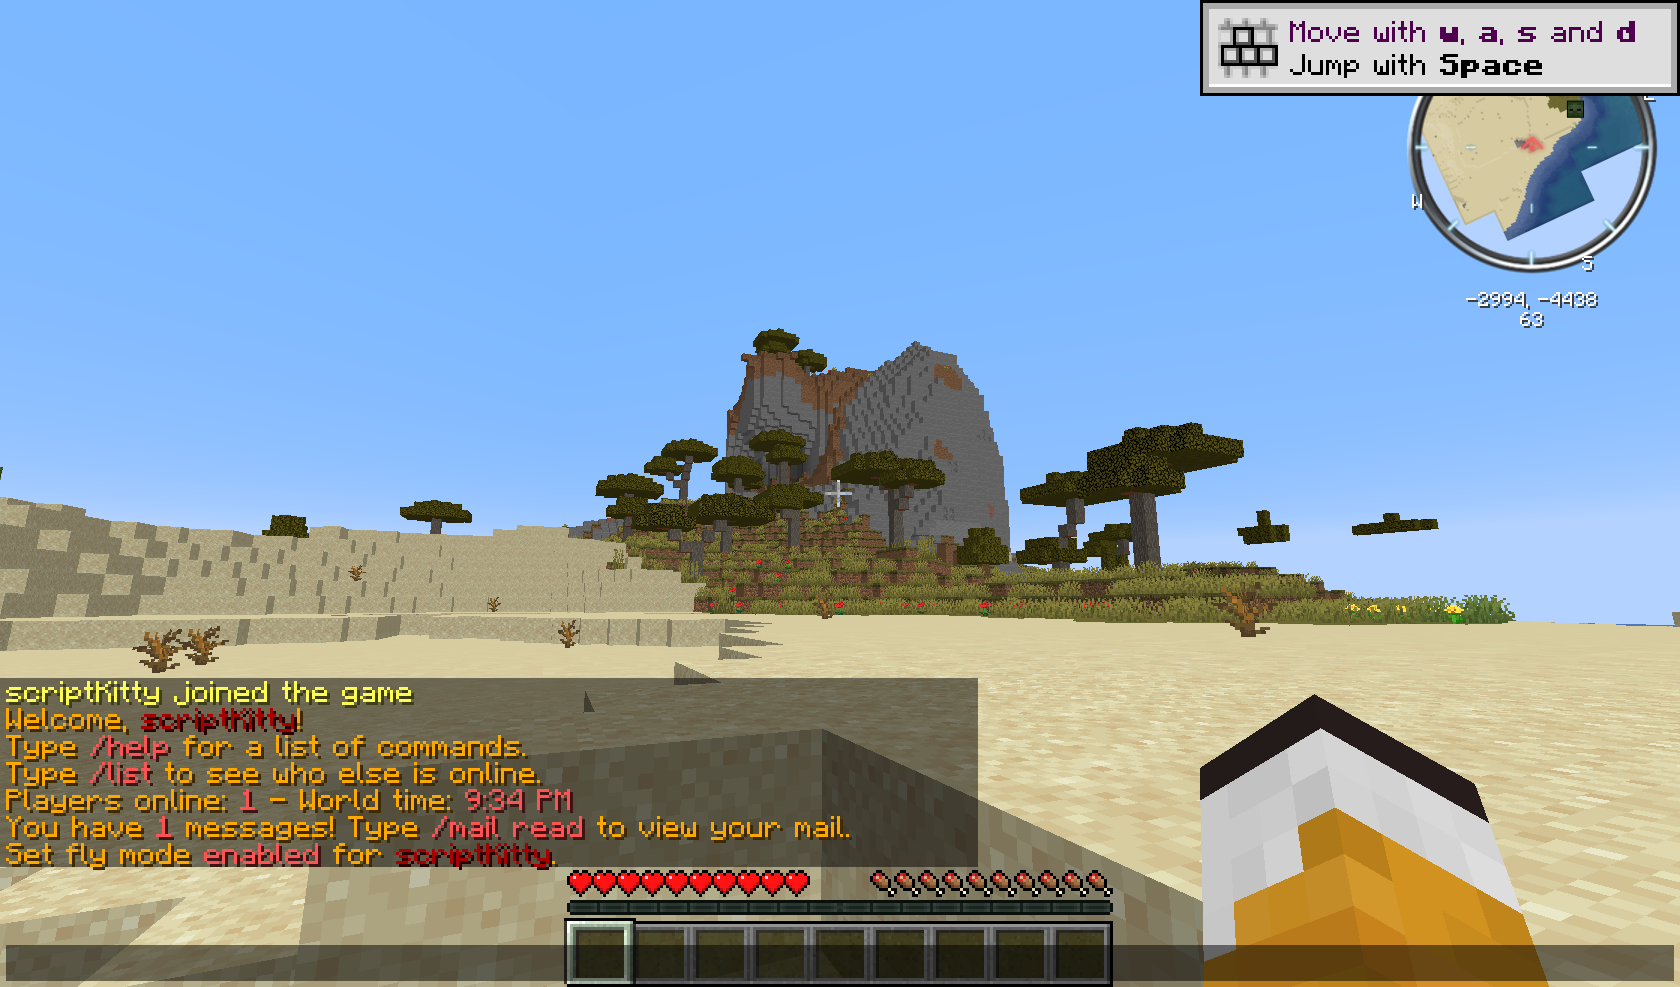 Move with w, a, s and d
Jump with Space
W
S
-2994, -4438
63
scriptKitty joined the game
Welcome, scriptKitty!
Type /help for a list of commands.
Type /list to see who else is online.
Players online: 1 - World time: 9:34 PM
You have 1 messages! Type /mail read to view your mail.
Set fly mode enabled for scriptKitty.